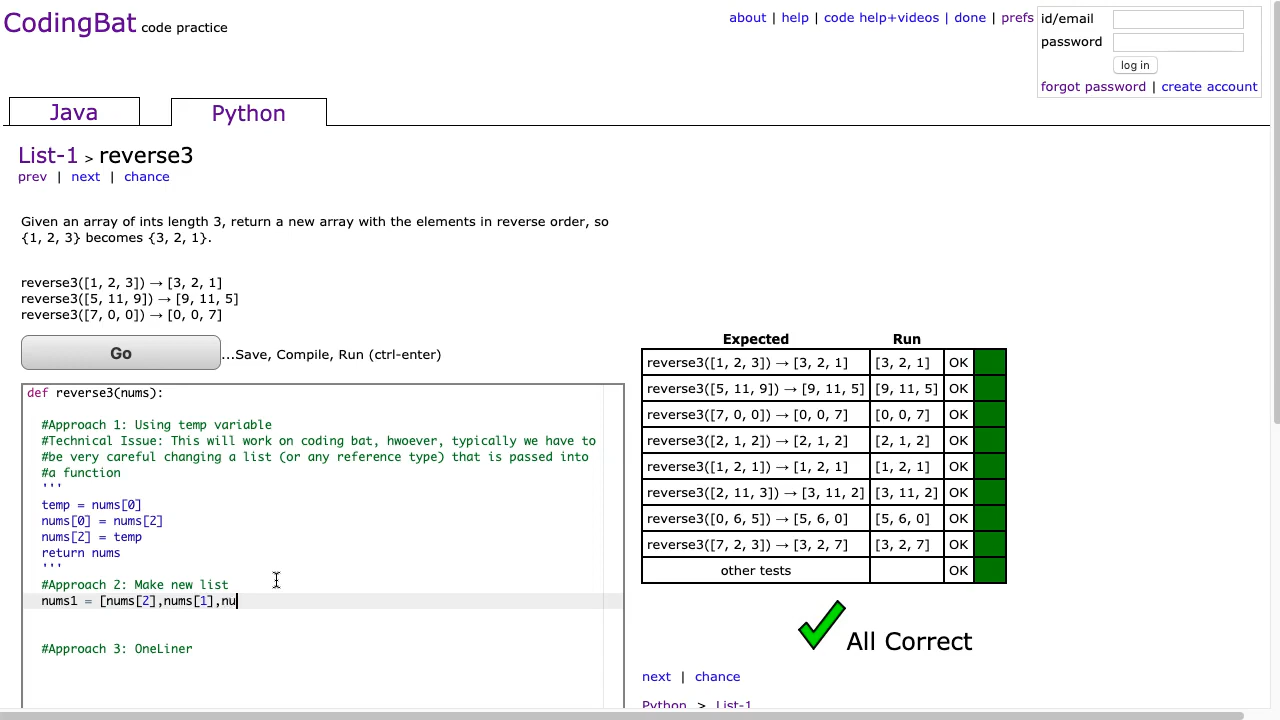 CodingBat code practice
about | help | code help+videos | done | prefs
id/email
password
log in
forgot password | create account
Java
Python
List-1 > reverse3
prev | next | chance
Given an array of ints length 3, return a new array with the elements in reverse order, so
{1, 2, 3} becomes {3, 2, 1}.
reverse3([1, 2, 3]) → [3, 2, 1]
reverse3([5, 11, 9]) → [9, 11, 5]
reverse3([7, 0, 0]) → [0, 0, 7]
Go ...Save, Compile, Run (ctrl-enter)
def reverse3(nums):
#Approach 1: Using temp variable
#Technical Issue: This will work on coding bat, hwoever, typically we have to
#be very careful changing a list (or any reference type) that is passed into
#a function
'''
temp = nums[0]
nums[0] = nums[2]
nums[2] = temp
return nums
'''
#Approach 2: Make new list
nums1 = [nums[2],nums[1],nu
#Approach 3: OneLiner
Expected Run
reverse3([1, 2, 3]) → [3, 2, 1] [3, 2, 1] OK
reverse3([5, 11, 9]) → [9, 11, 5] [9, 11, 5] OK
reverse3([7, 0, 0]) → [0, 0, 7] [0, 0, 7] OK
reverse3([2, 1, 2]) → [2, 1, 2] [2, 1, 2] OK
reverse3([1, 2, 1]) → [1, 2, 1] [1, 2, 1] OK
reverse3([2, 11, 3]) → [3, 11, 2] [3, 11, 2] OK
reverse3([0, 6, 5]) → [5, 6, 0] [5, 6, 0] OK
reverse3([7, 2, 3]) → [3, 2, 7] [3, 2, 7] OK
other tests OK
All Correct
next | chance
Python > List-1